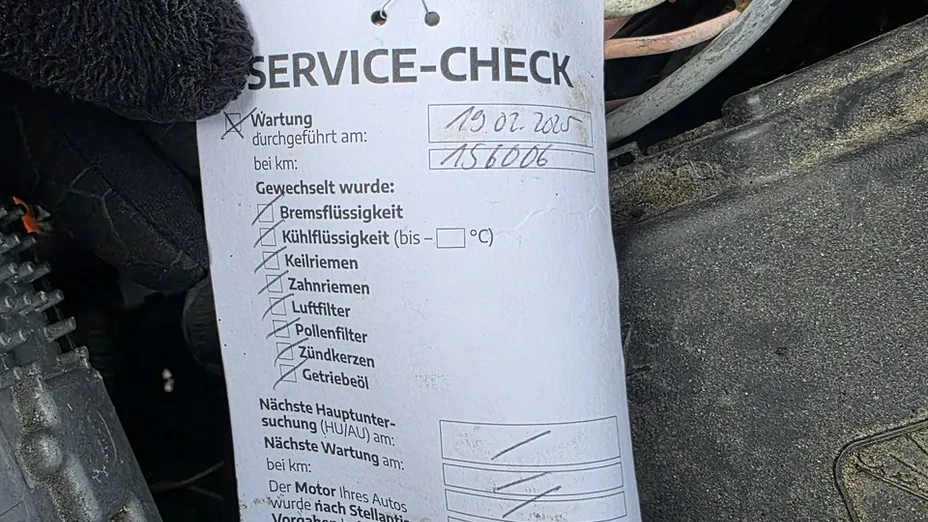 SERVICE-CHECK
Wartung
durchgeführt am: 19.02.2025
bei km: 156006
Gewechselt wurde:
Bremsflüssigkeit
Kühlflüssigkeit (bis – °C)
Keilriemen
Zahnriemen
Luftfilter
Pollenfilter
Zündkerzen
Getriebeöl
Nächste Hauptunter-
suchung (HU/AU) am:
Nächste Wartung am:
bei km:
Der Motor Ihres Autos
wurde nach Stellantis